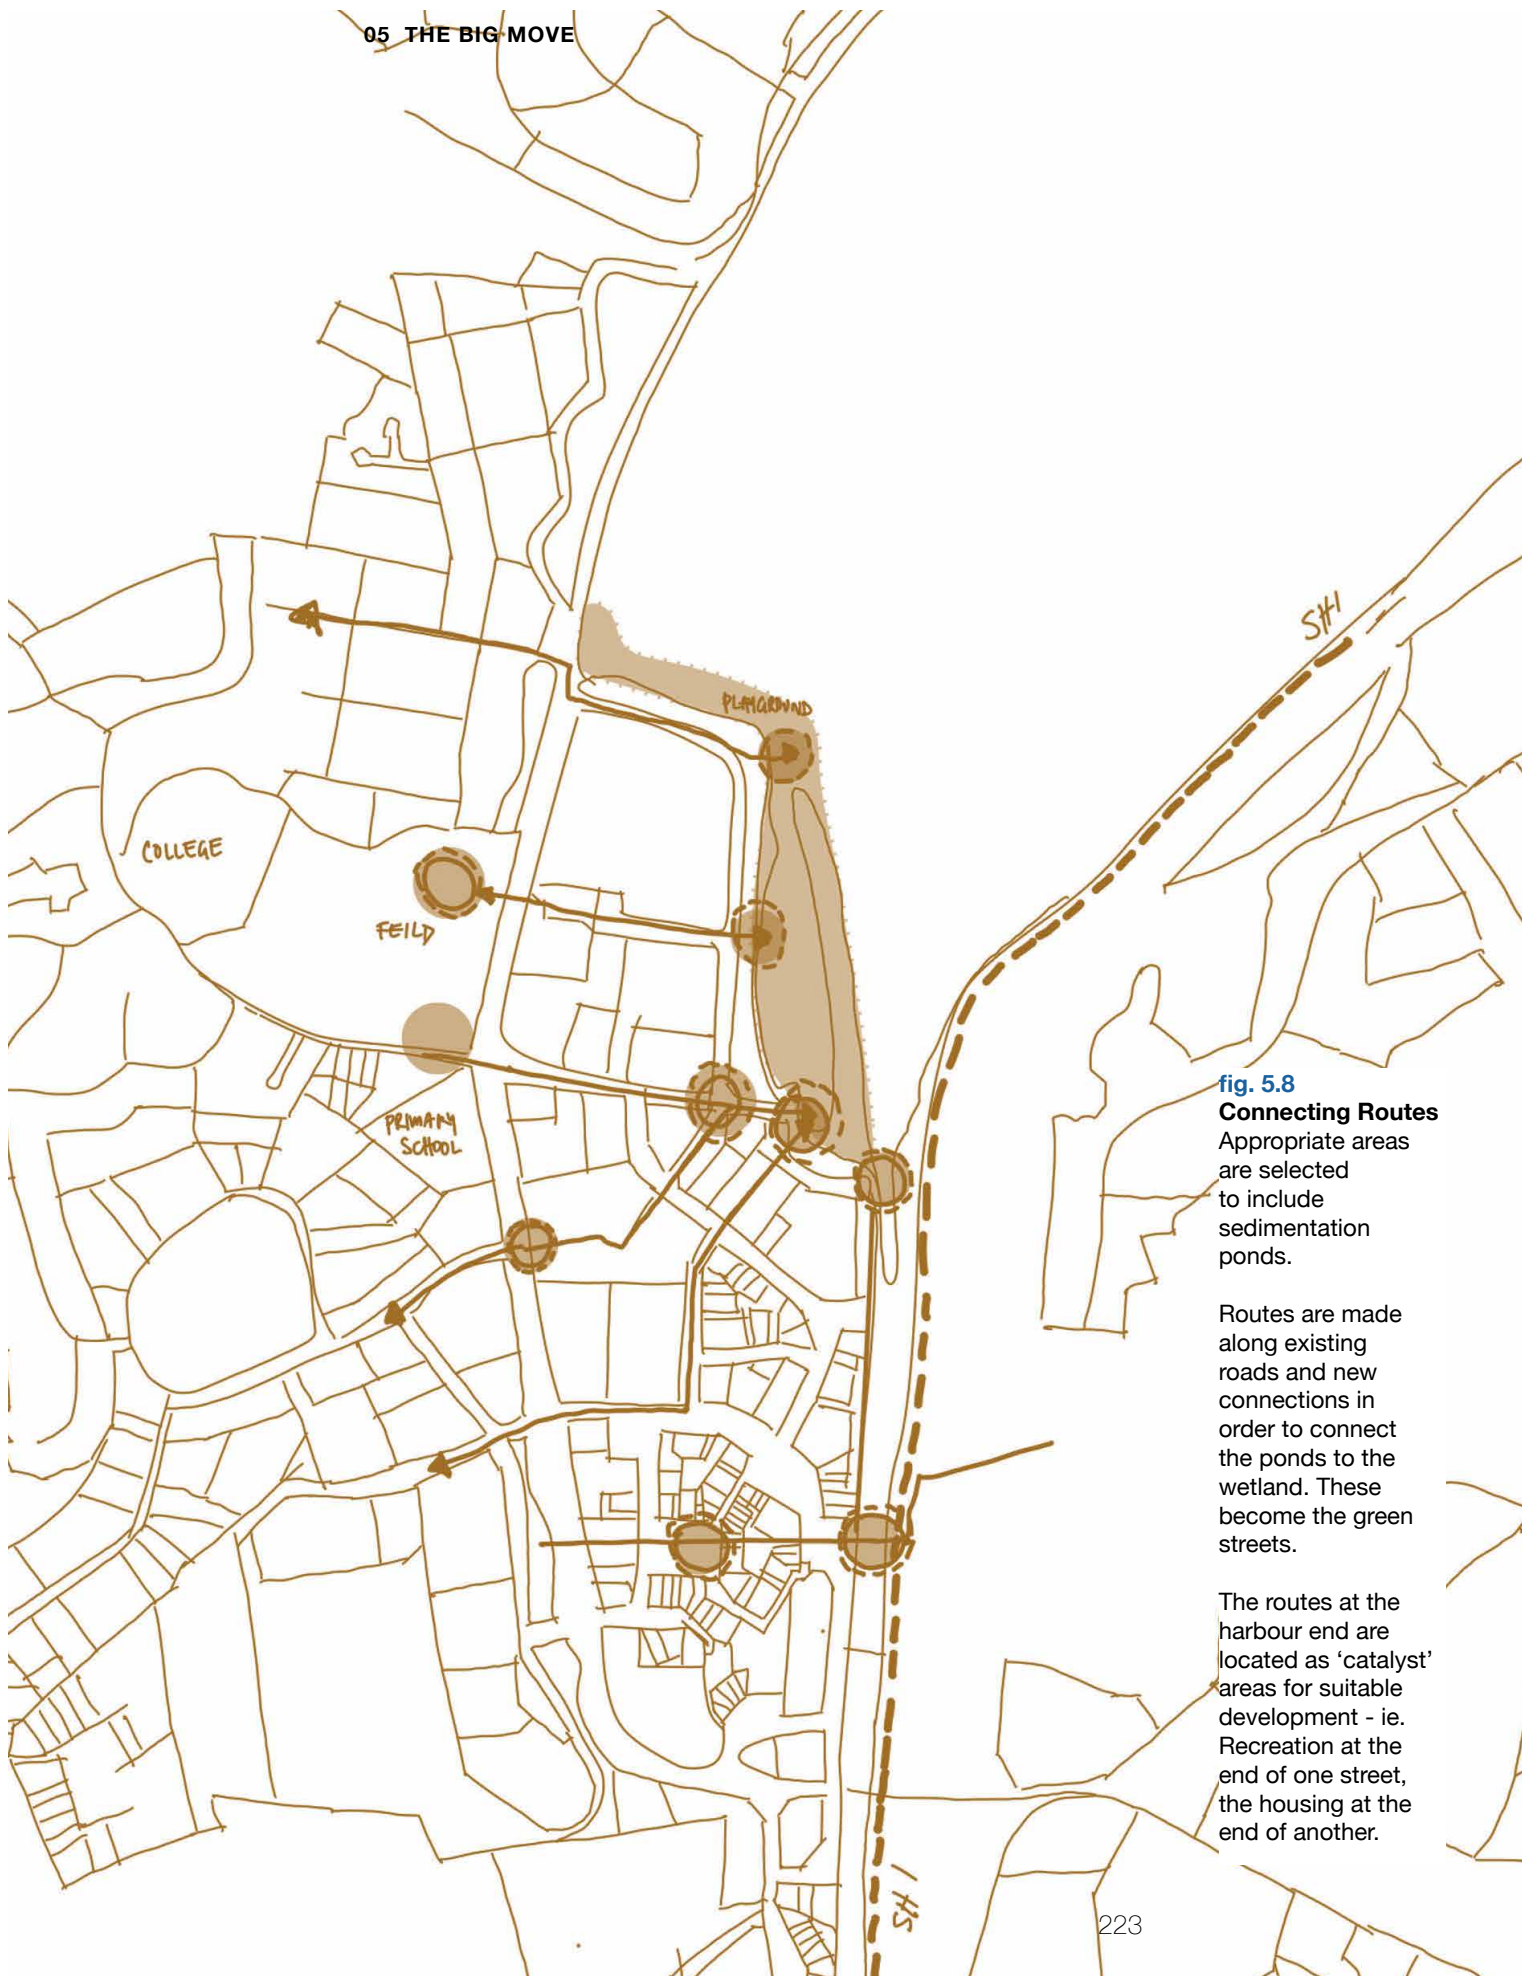 05 THE BIG MOVE
SH1
PLAYGROUND
COLLEGE
FEILD
PRIMARY
SCHOOL
fig. 5.8
Connecting Routes
Appropriate areas
are selected
to include
sedimentation
ponds.
Routes are made
along existing
roads and new
connections in
order to connect
the ponds to the
wetland. These
become the green
streets.
The routes at the
harbour end are
located as ‘catalyst’
areas for suitable
development - ie.
Recreation at the
end of one street,
the housing at the
end of another.
SH1
223